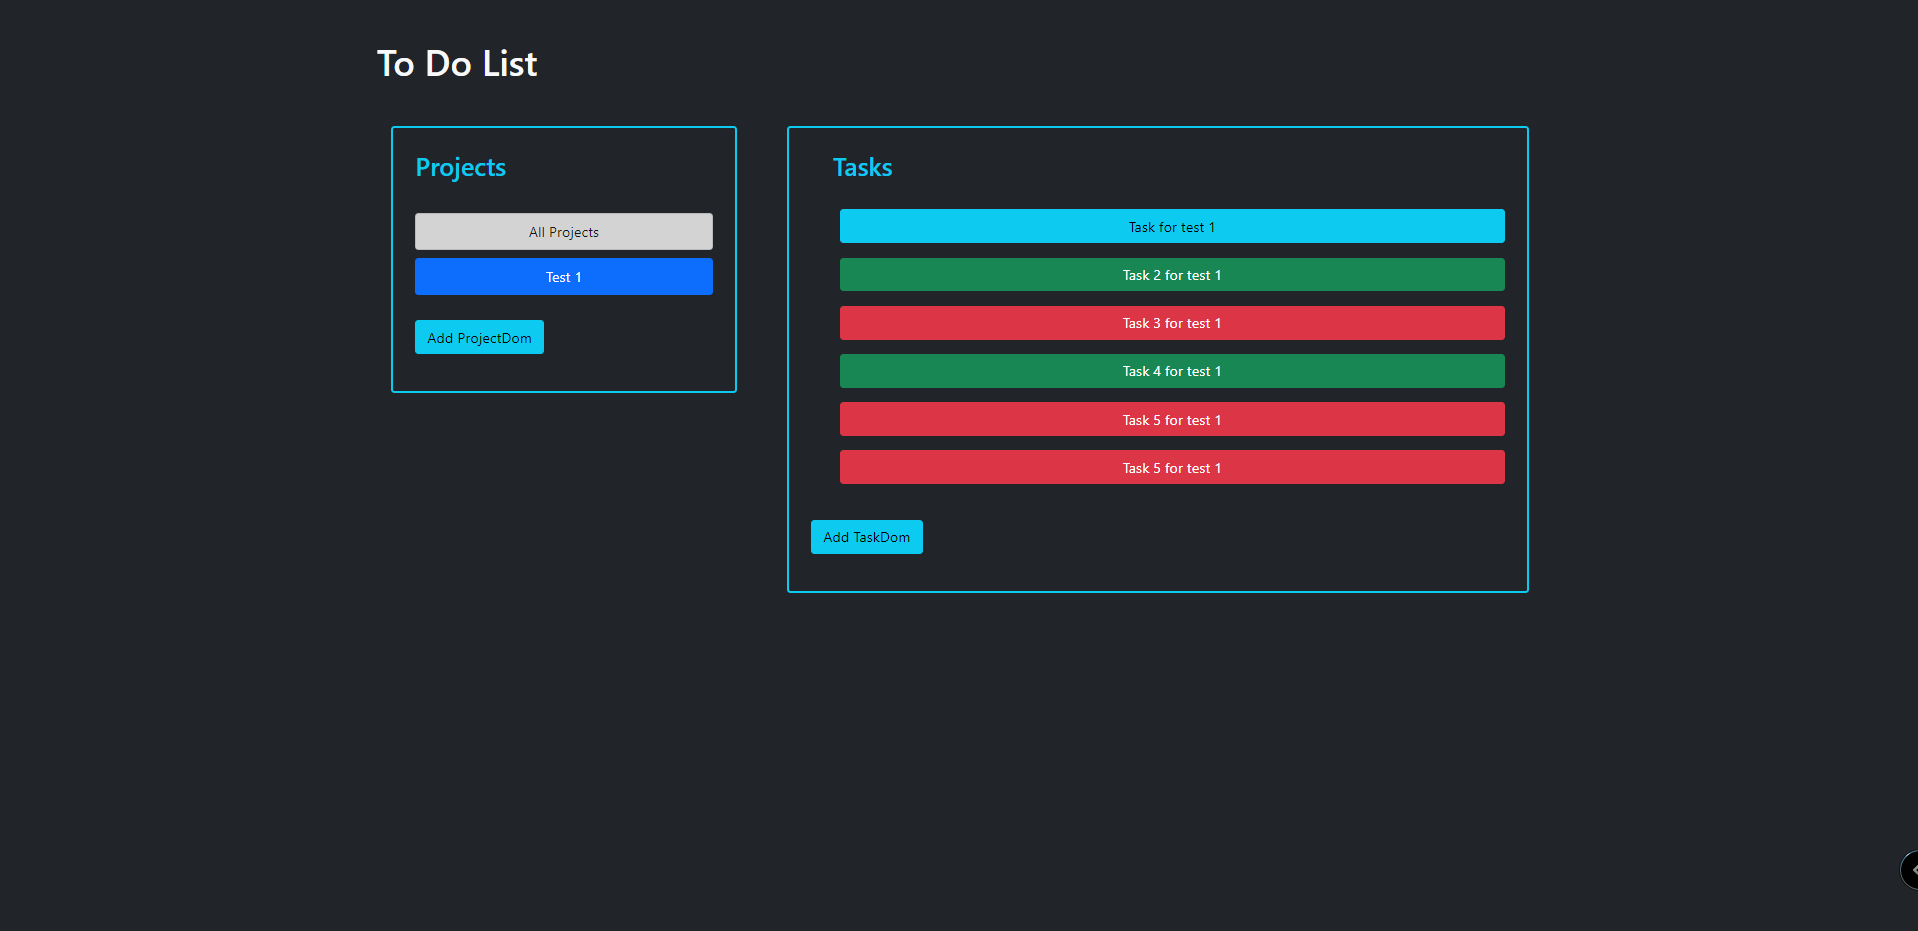 To Do List
Projects
All Projects
Test 1
Add ProjectDom
Tasks
Task for test 1
Task 2 for test 1
Task 3 for test 1
Task 4 for test 1
Task 5 for test 1
Task 5 for test 1
Add TaskDom